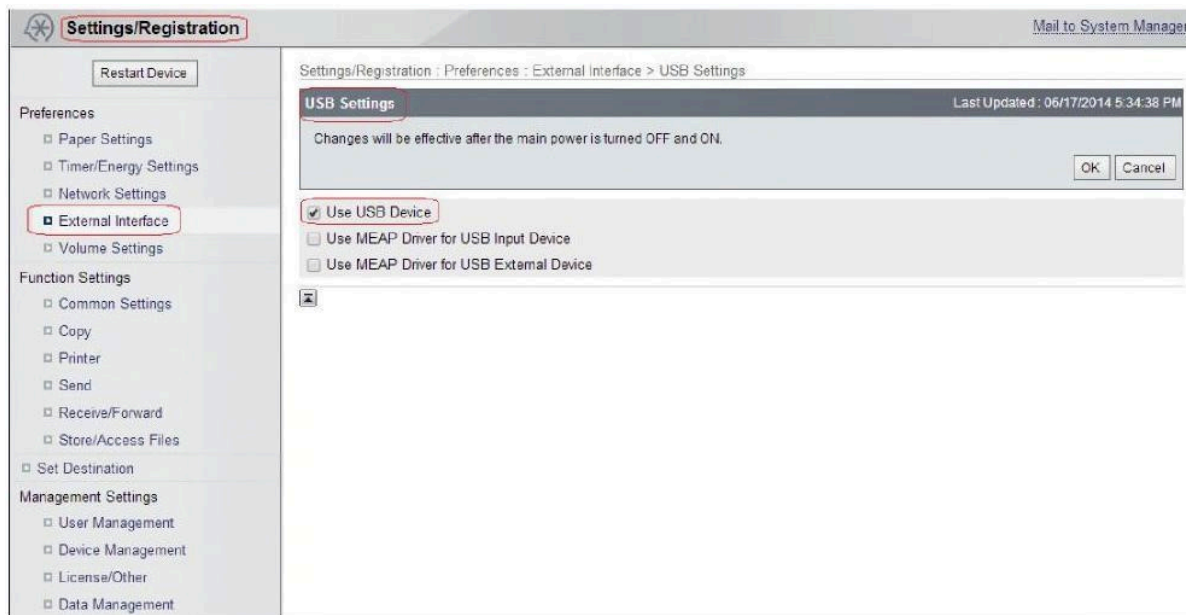 Settings/Registration
Mail to System Manager
Restart Device
Preferences
Paper Settings
Timer/Energy Settings
Network Settings
External Interface
Volume Settings
Function Settings
Common Settings
Copy
Printer
Send
Receive/Forward
Store/Access Files
Set Destination
Management Settings
User Management
Device Management
License/Other
Data Management
Settings/Registration : Preferences : External Interface > USB Settings
USB Settings
Last Updated : 06/17/2014 5:34:38 PM
Changes will be effective after the main power is turned OFF and ON.
OK Cancel
Use USB Device
Use MEAP Driver for USB Input Device
Use MEAP Driver for USB External Device